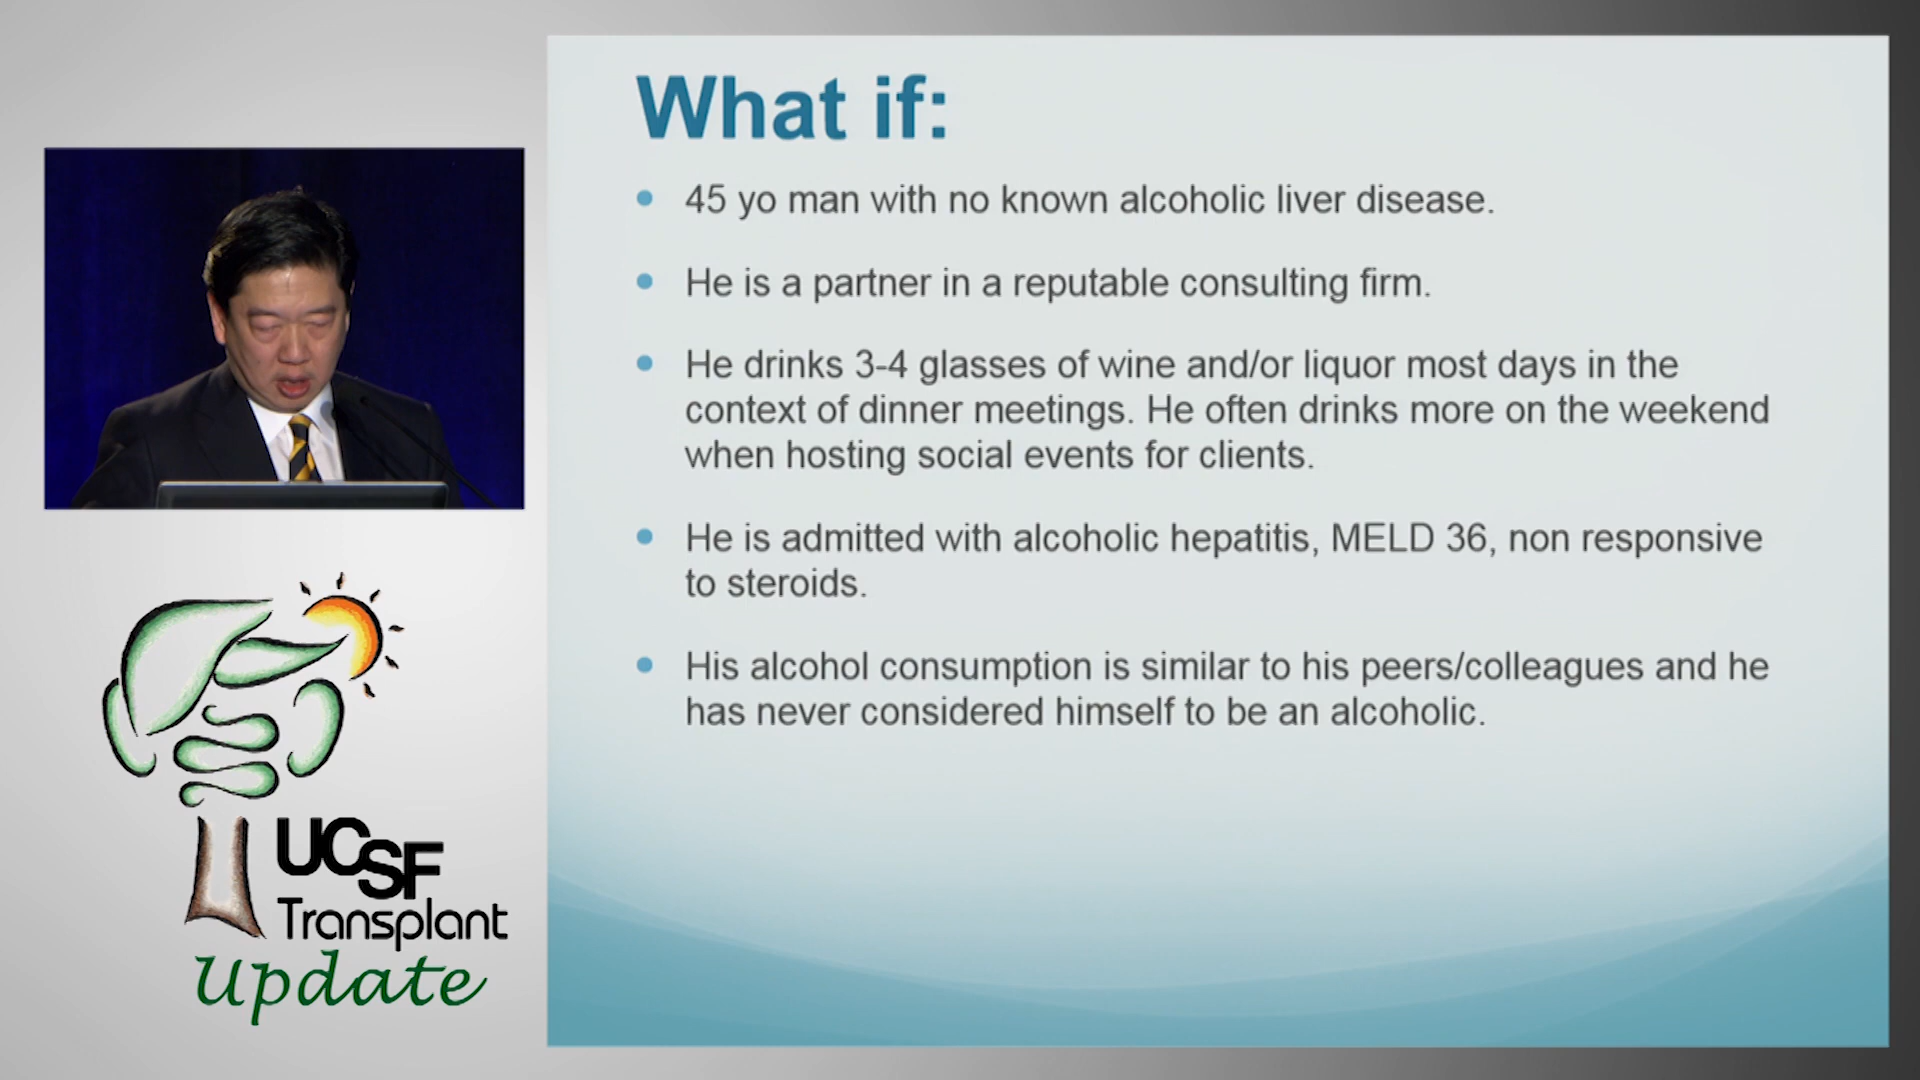 What if:
45 yo man with no known alcoholic liver disease.
He is a partner in a reputable consulting firm.
He drinks 3-4 glasses of wine and/or liquor most days in the
context of dinner meetings. He often drinks more on the weekend
when hosting social events for clients.
He is admitted with alcoholic hepatitis, MELD 36, non responsive
to steroids.
His alcohol consumption is similar to his peers/colleagues and he
has never considered himself to be an alcoholic.
UCSF
Transplant
Update